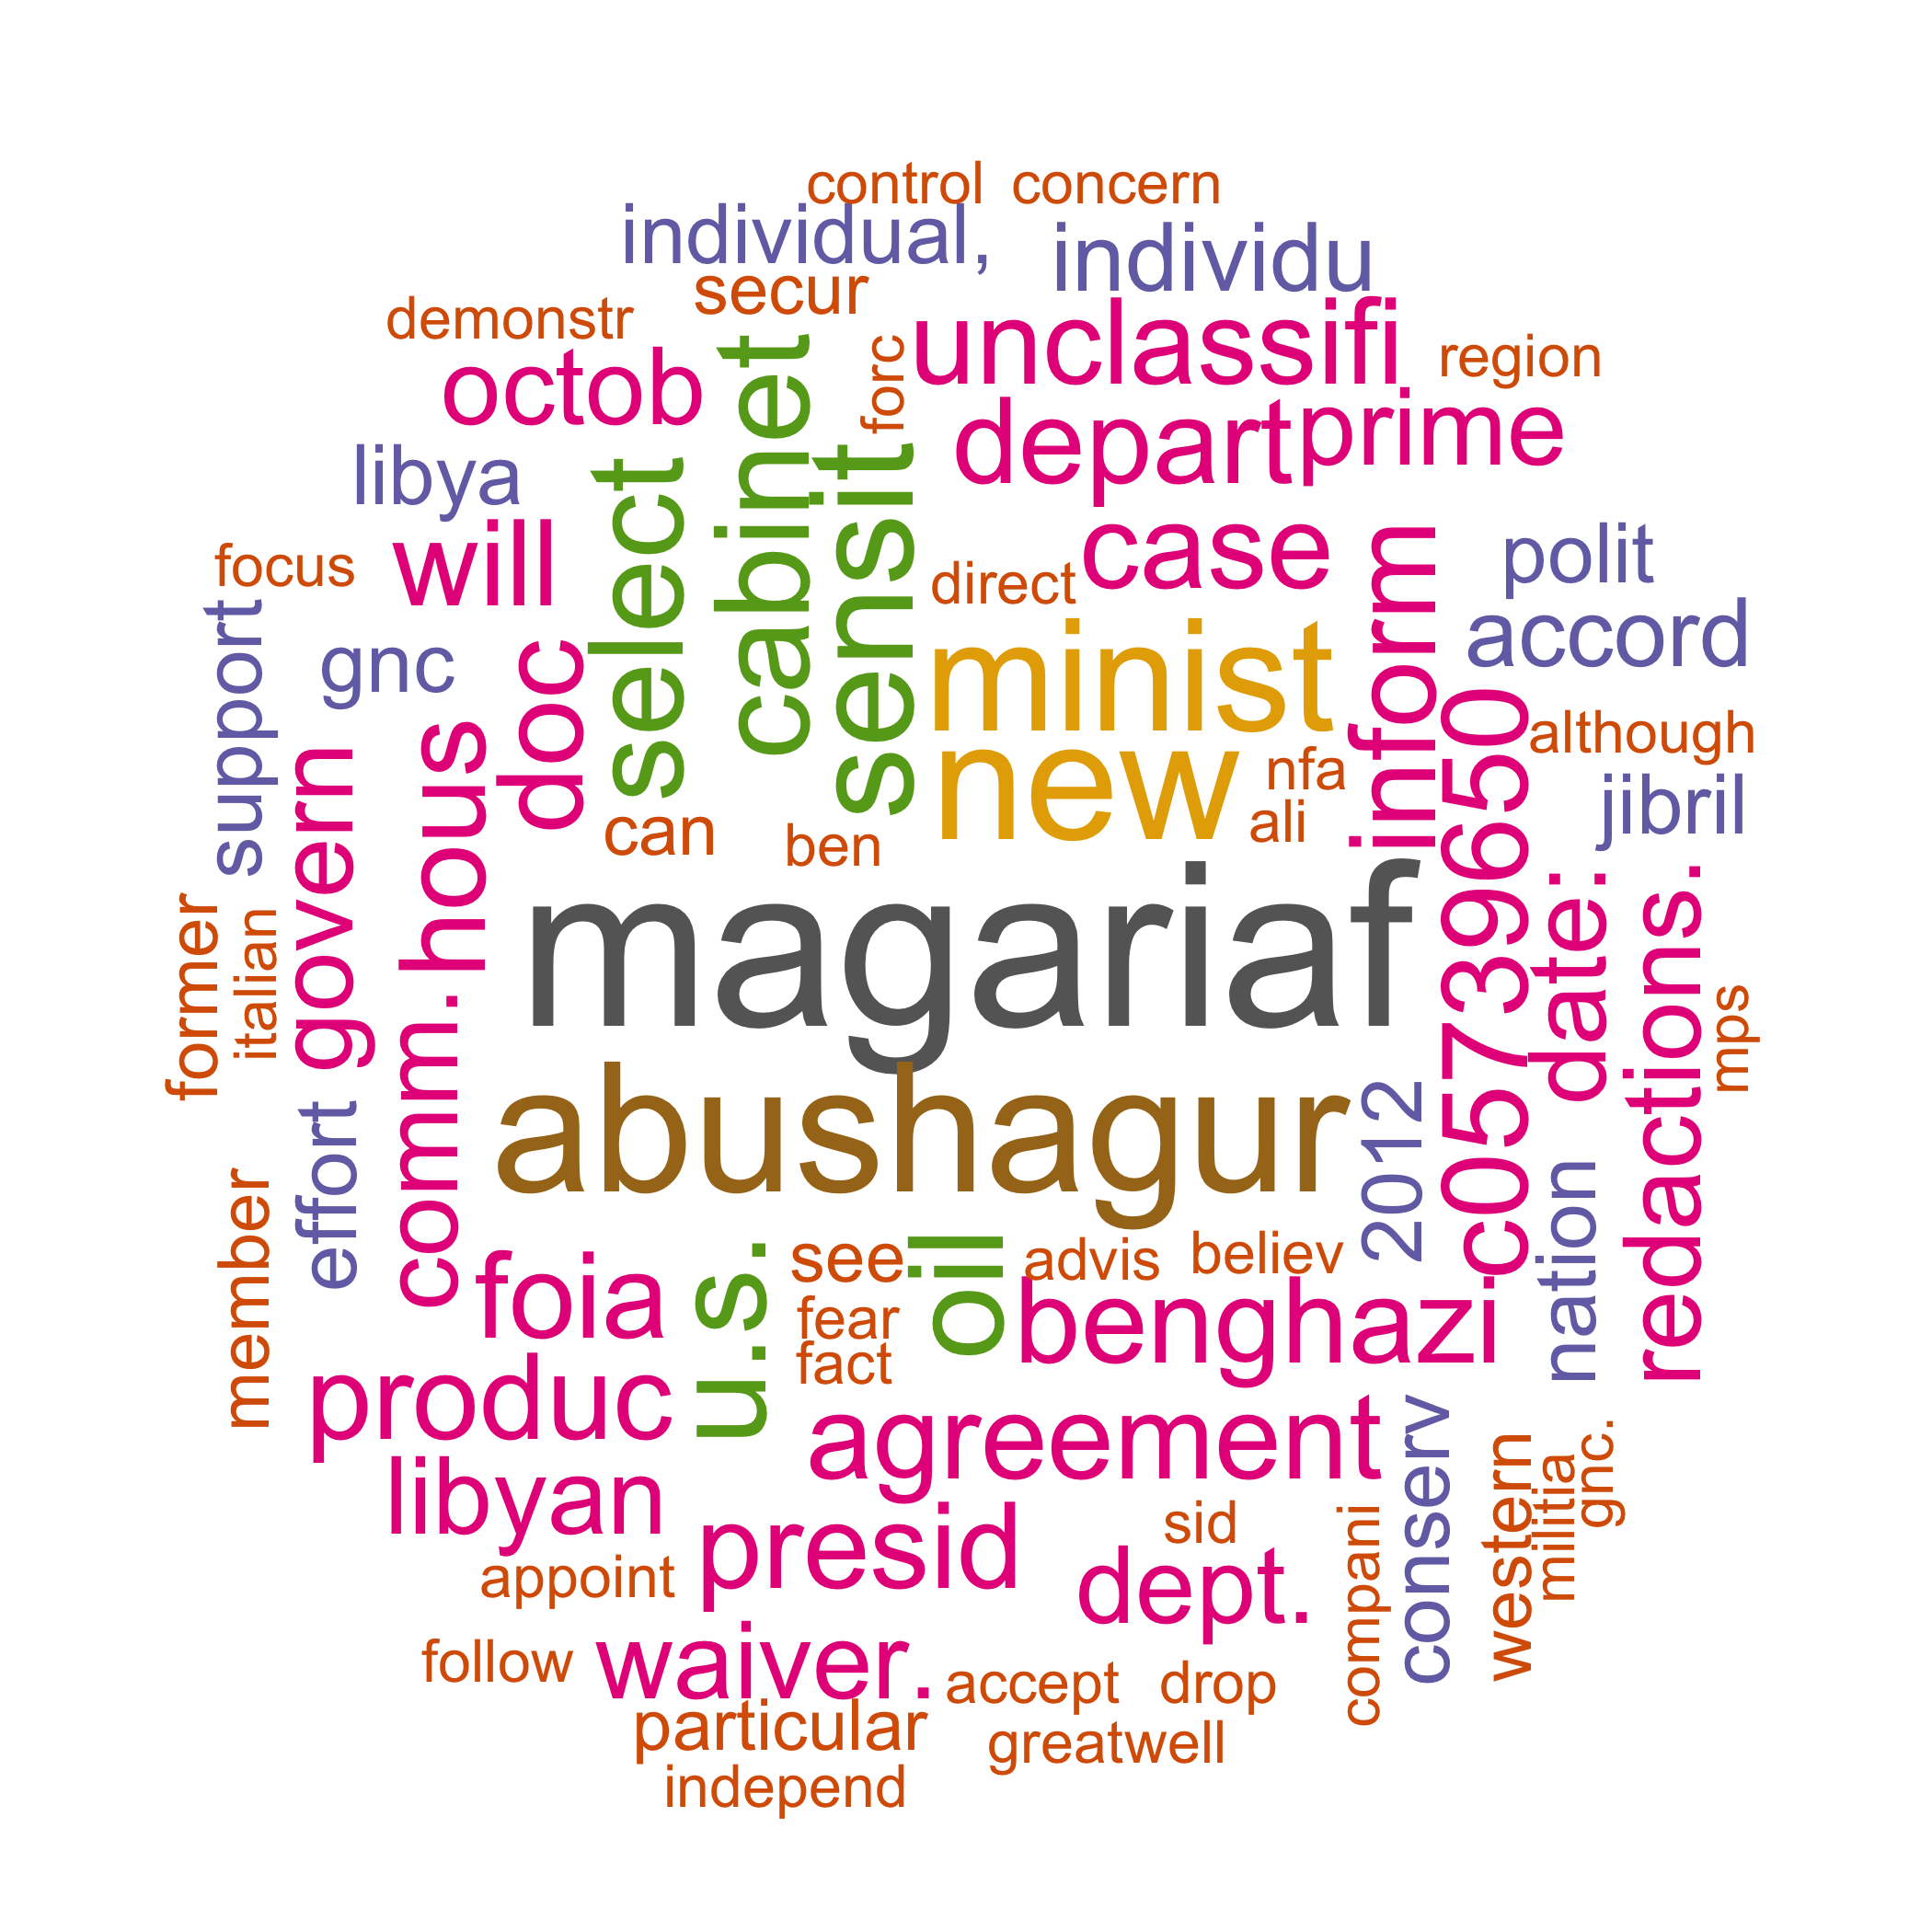 control concern
individual, individu
secur
demonstr
forc
unclassifi
region
octob
cabinet
depart
prime
libya
select
sensit
focus
will
direct
case
inform
polit
support
gnc
doc
minist
accord
govern
hous
new
nfa
c05739650
although
can
ben
ali
jibril
former
italian
magariaf
date:
redactions.
mps
comm.
abushagur
2012
member
effort
nation
foia
u.s.
see
oil
advis
believ
fear
benghazi
fact
produc
agreement
conserv
western
militia
gnc.
libyan
presid
sid
compani
appoint
dept.
follow
waiver.
accept drop
particular
greatwell
independ